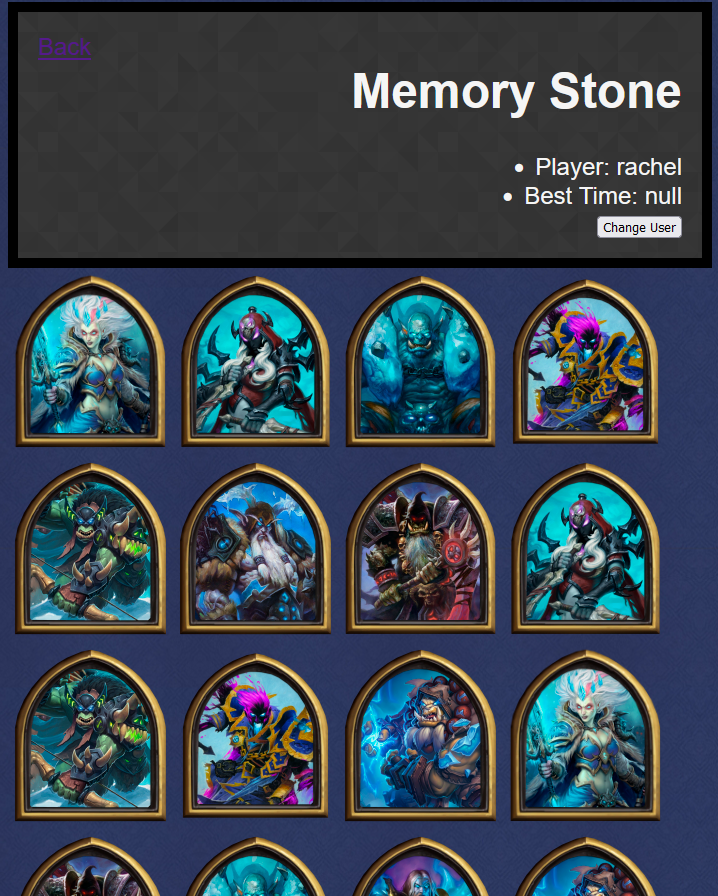 Back
Memory Stone
Player: rachel
Best Time: null
Change User